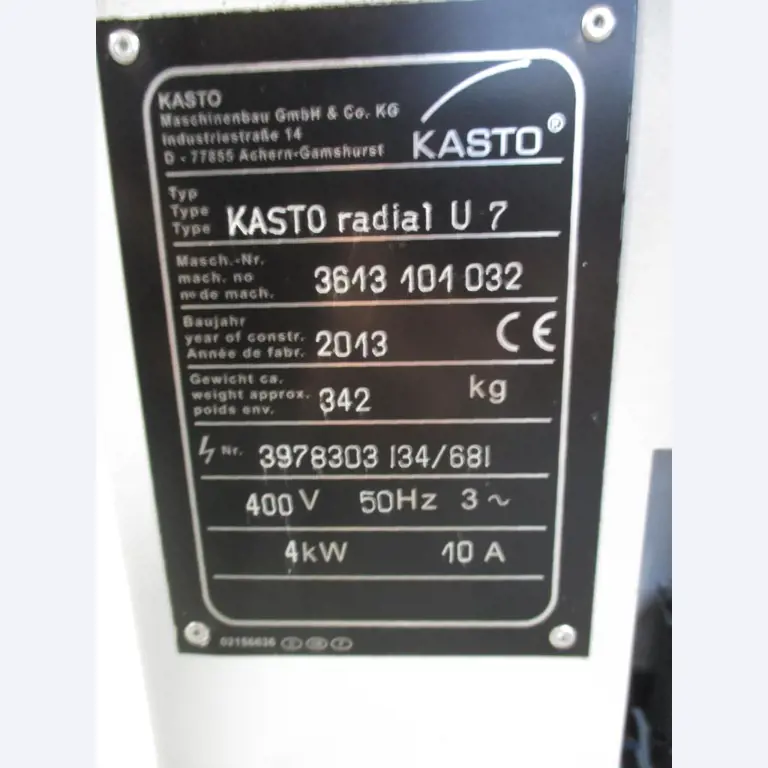 KASTO
Maschinenbau GmbH & Co. KG
Industriestraße 14
D - 77855 Achern-Gamshurst
KASTO®
Typ
Type
Type
KASTO radial U 7
Masch.-Nr.
mach. no
nº de mach.
3613 101 032
Baujahr
year of constr.
Année de fabr.
2013
CE
Gewicht ca.
weight approx.
poids env.
342 kg
Nr. 3978303 134/681
400 V 50Hz 3 ~
4kW 10 A
02156636